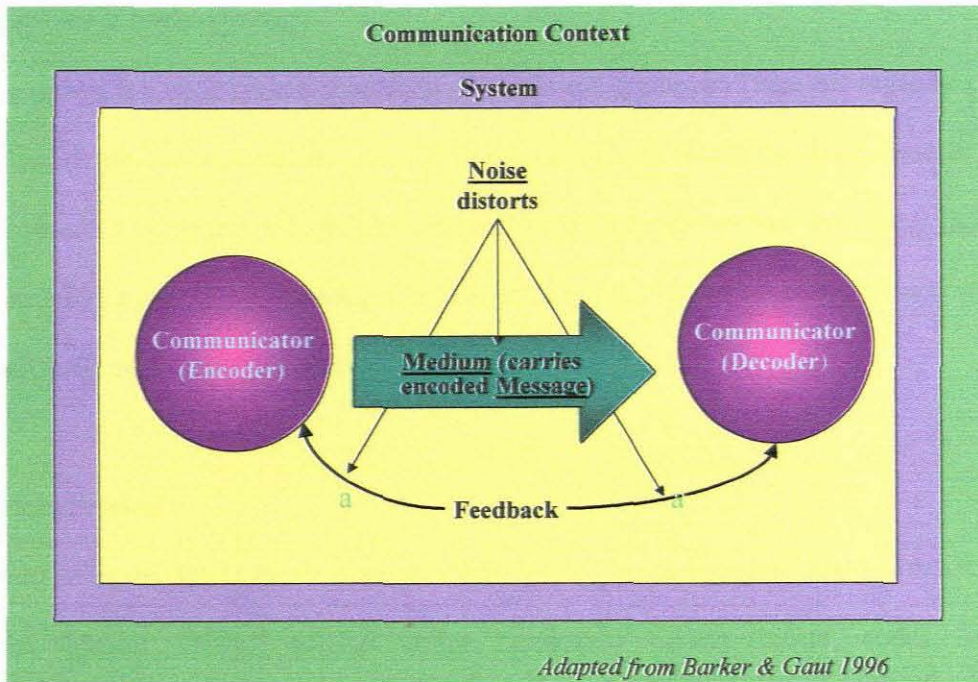 Communication Context
System
Noise
distorts
Communicator
(Encoder)
Medium (carries
encoded Message)
Communicator
(Decoder)
a
a
Feedback
Adapted from Barker & Gaut 1996